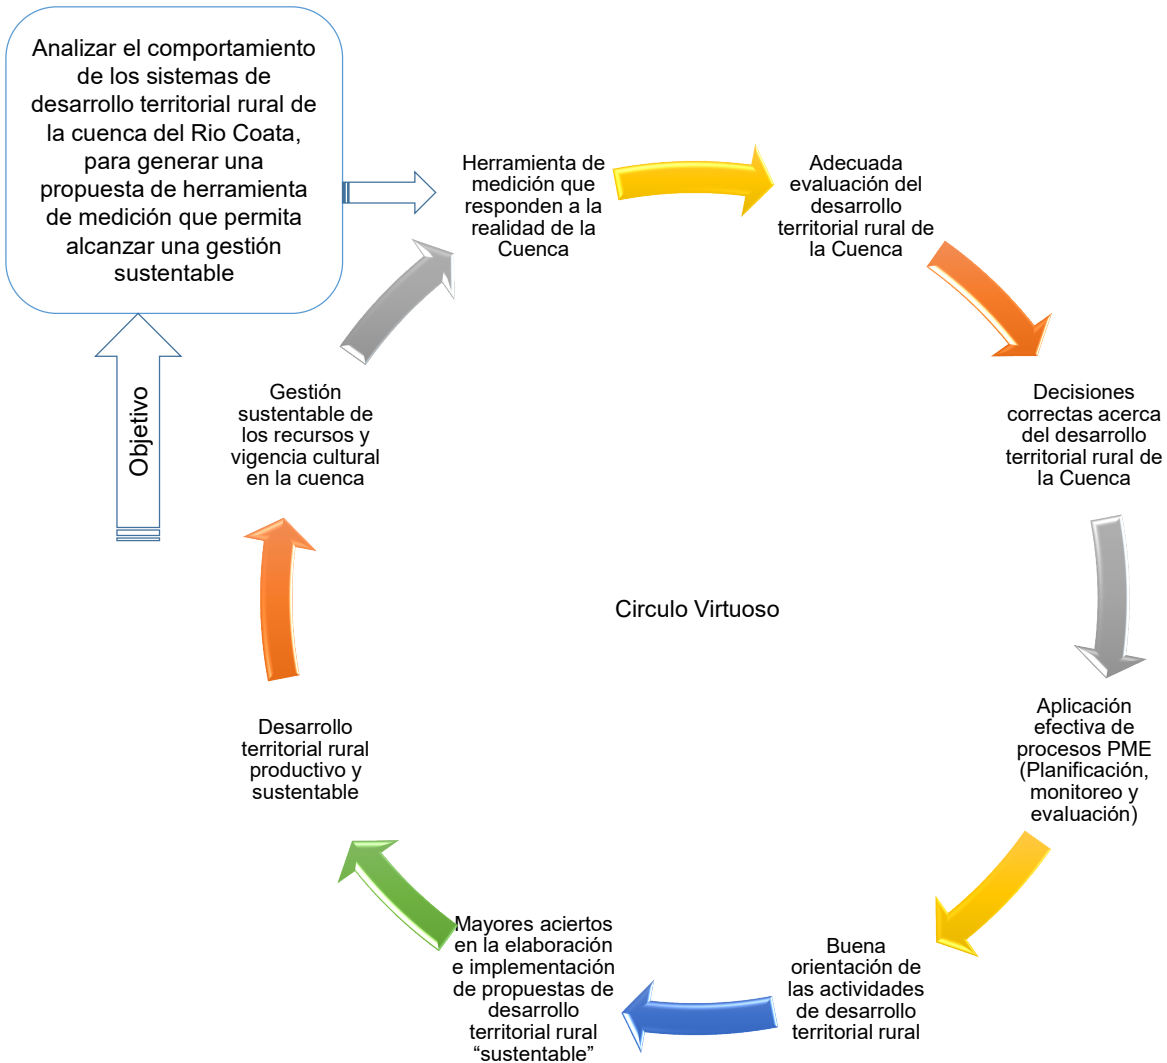 Analizar el comportamiento
de los sistemas de
desarrollo territorial rural de
la cuenca del Rio Coata,
para generar una
propuesta de herramienta
de medición que permita
alcanzar una gestión
sustentable
Objetivo
Herramienta de
medición que
responden a la
realidad de la
Cuenca
Adecuada
evaluación del
desarrollo
territorial rural de
la Cuenca
Decisiones
correctas acerca
del desarrollo
territorial rural de
la Cuenca
Aplicación
efectiva de
procesos PME
(Planificación,
monitoreo y
evaluación)
Buena
orientación de
las actividades
de desarrollo
territorial rural
Mayores aciertos
en la elaboración
e implementación
de propuestas de
desarrollo
territorial rural
“sustentable”
Desarrollo
territorial rural
productivo y
sustentable
Gestión
sustentable de
los recursos y
vigencia cultural
en la cuenca
Circulo Virtuoso